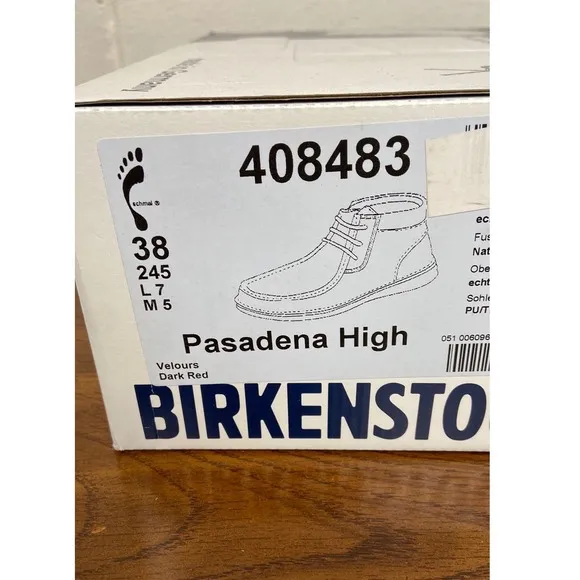 408483
schmal ®
38
245
L 7
M 5
Fus
Nat
Obe
echt
Sohle
PU/T
Pasadena High
051 006096
Velours
Dark Red
BIRKENSTO